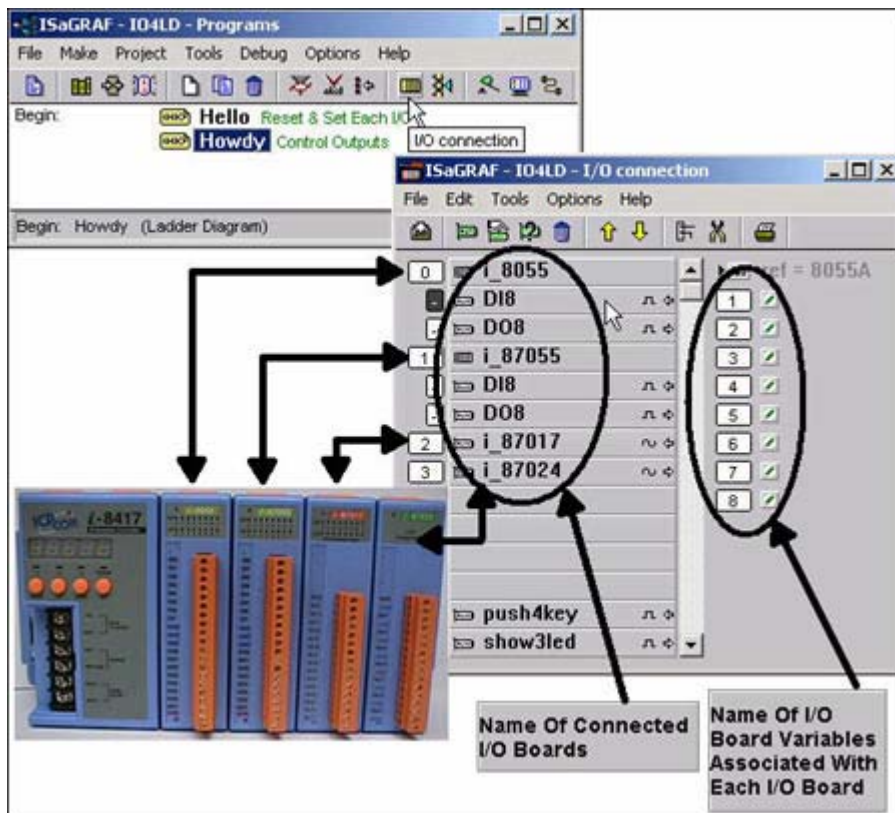 ISaGRAF - IO4LD - Programs
File Make Project Tools Debug Options Help
Begin:
Hello Reset & Set Each I/O
Howdy Control Outputs
I/O connection
Begin: Howdy (Ladder Diagram)
ISaGRAF - IO4LD - I/O connection
File Edit Tools Options Help
0 i_8055
DI8
DO8
1 i_87055
DI8
DO8
2 i_87017
3 i_87024
push4key
show3led
ref = 8055A
1
2
3
4
5
6
7
8
i-8417
Name Of Connected
I/O Boards
Name Of I/O
Board Variables
Associated With
Each I/O Board